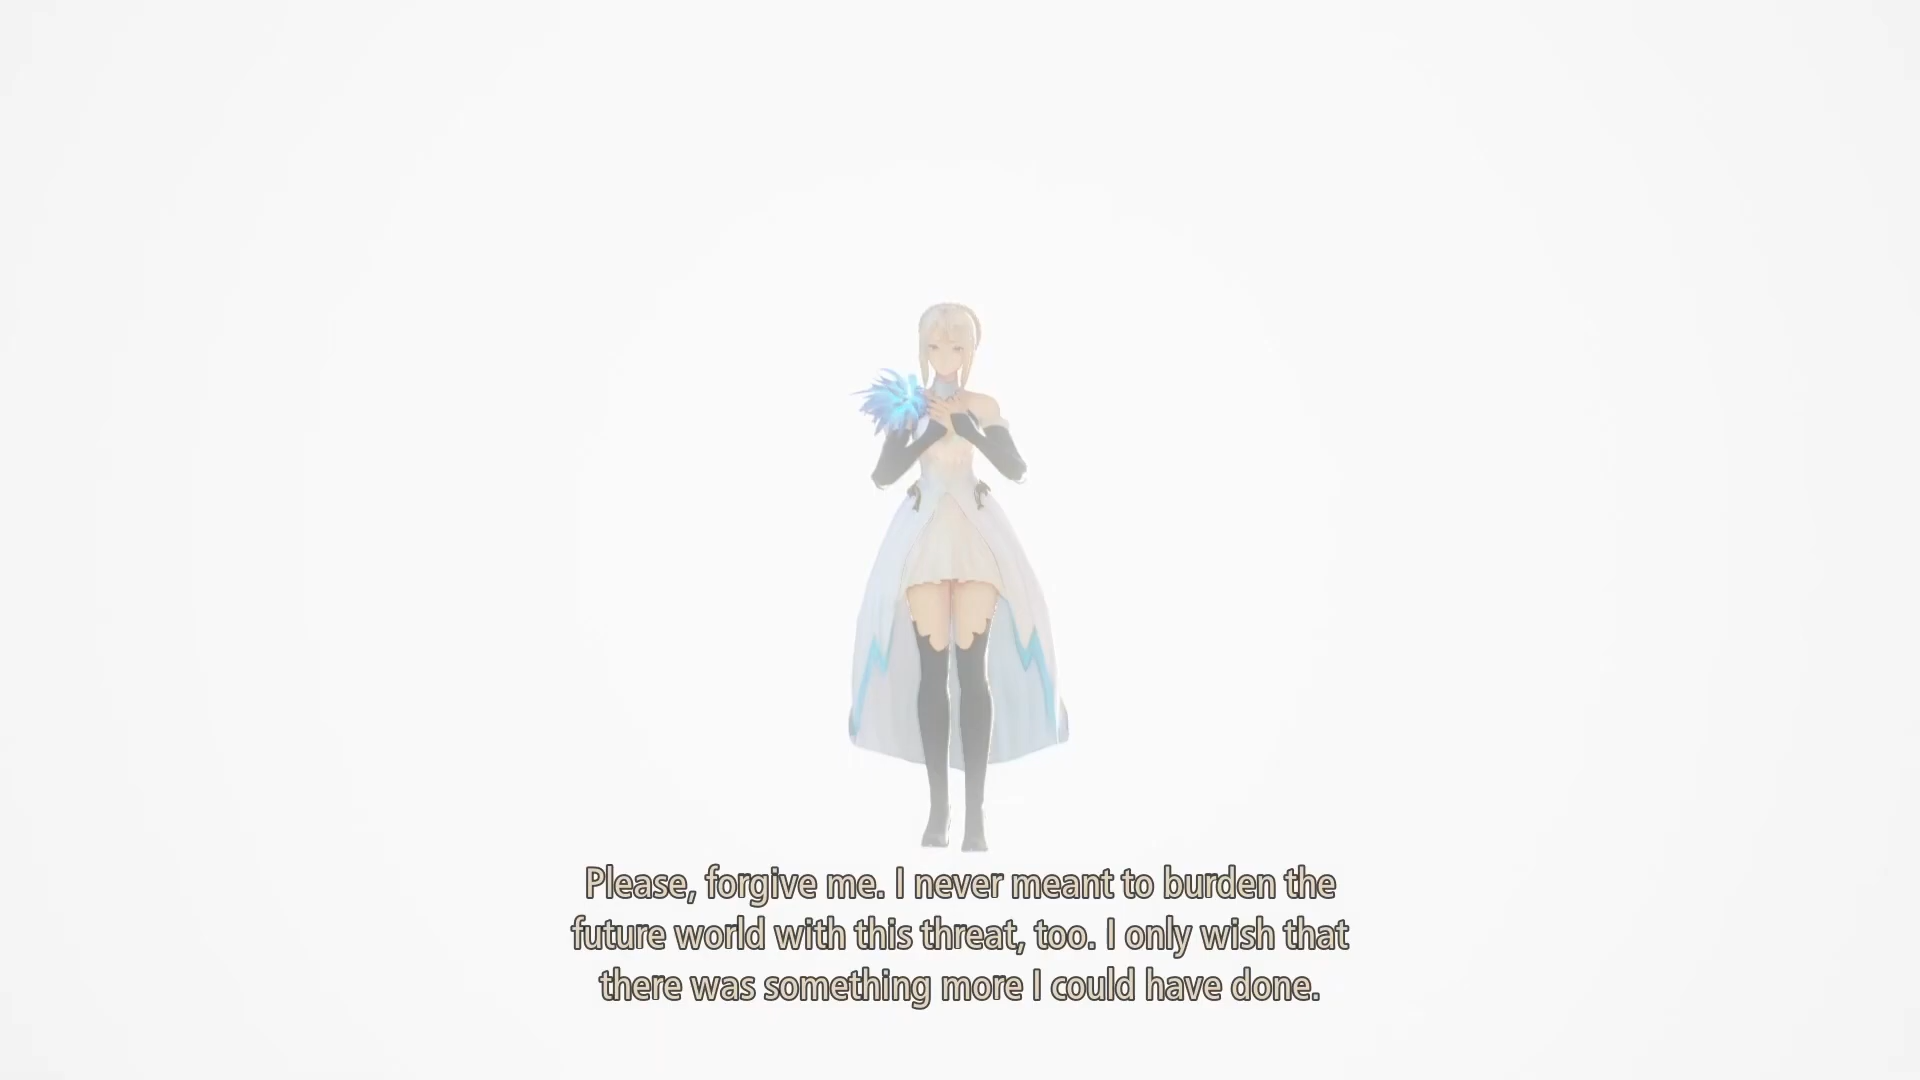 Please, forgive me. I never meant to burden the
future world with this threat, too. I only wish that
there was something more I could have done.